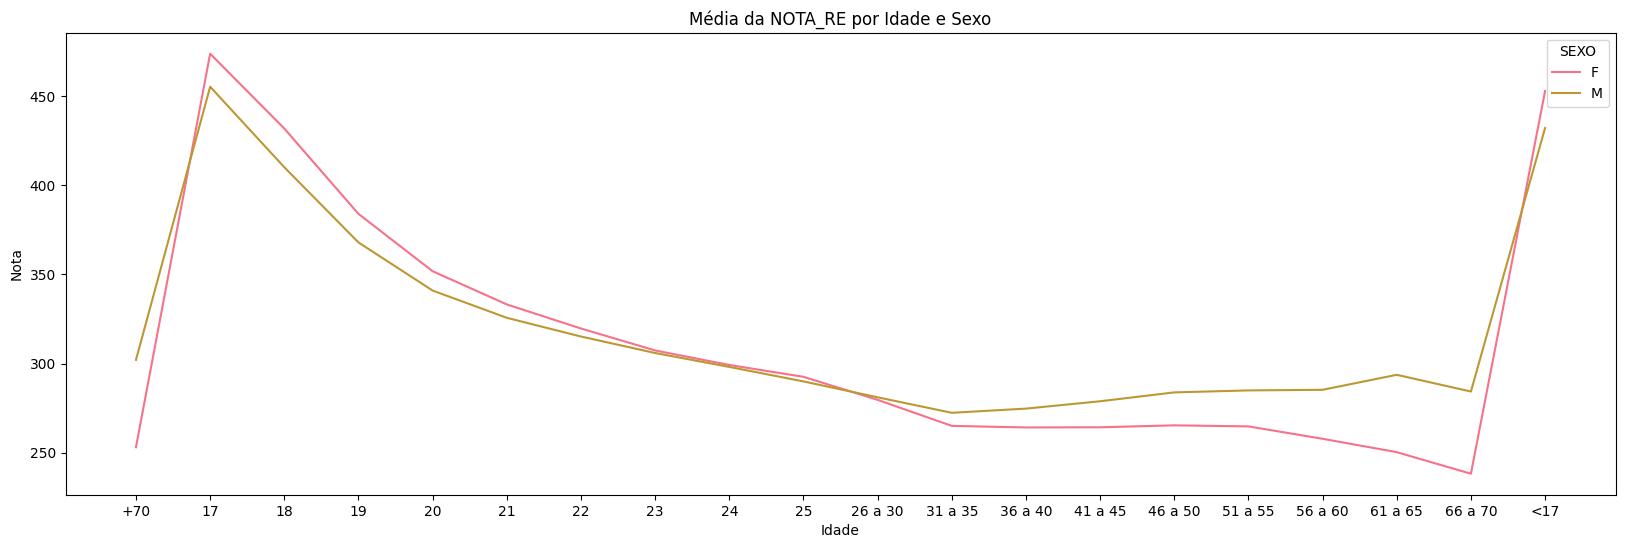 Média da NOTA_RE por Idade e Sexo
SEXO
F
M
Nota
450
400
350
300
250
+70 17 18 19 20 21 22 23 24 25 26 a 30 31 a 35 36 a 40 41 a 45 46 a 50 51 a 55 56 a 60 61 a 65 66 a 70 <17
Idade